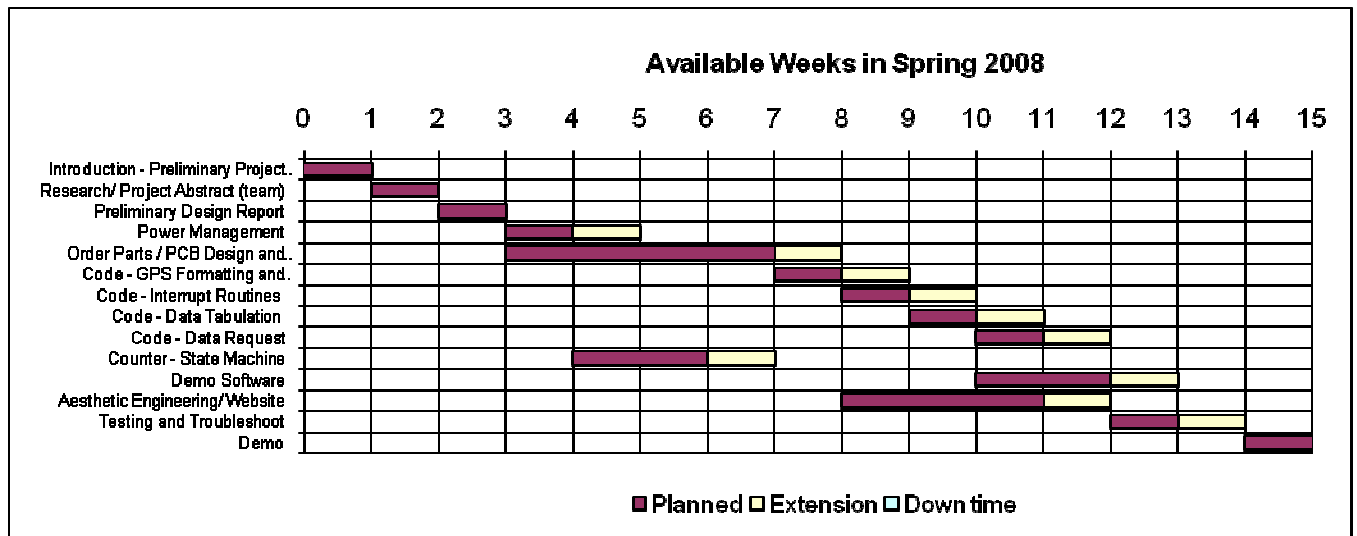 Available Weeks in Spring 2008
0 1 2 3 4 5 6 7 8 9 10 11 12 13 14 15
Introduction - Preliminary Project..
Research/ Project Abstract (team)
Preliminary Design Report
Power Management
Order Parts / PCB Design and..
Code - GPS Formatting and..
Code - Interrupt Routines
Code - Data Tabulation
Code - Data Request
Counter - State Machine
Demo Software
Aesthetic Engineering/Website
Testing and Troubleshoot
Demo
Planned Extension Down time